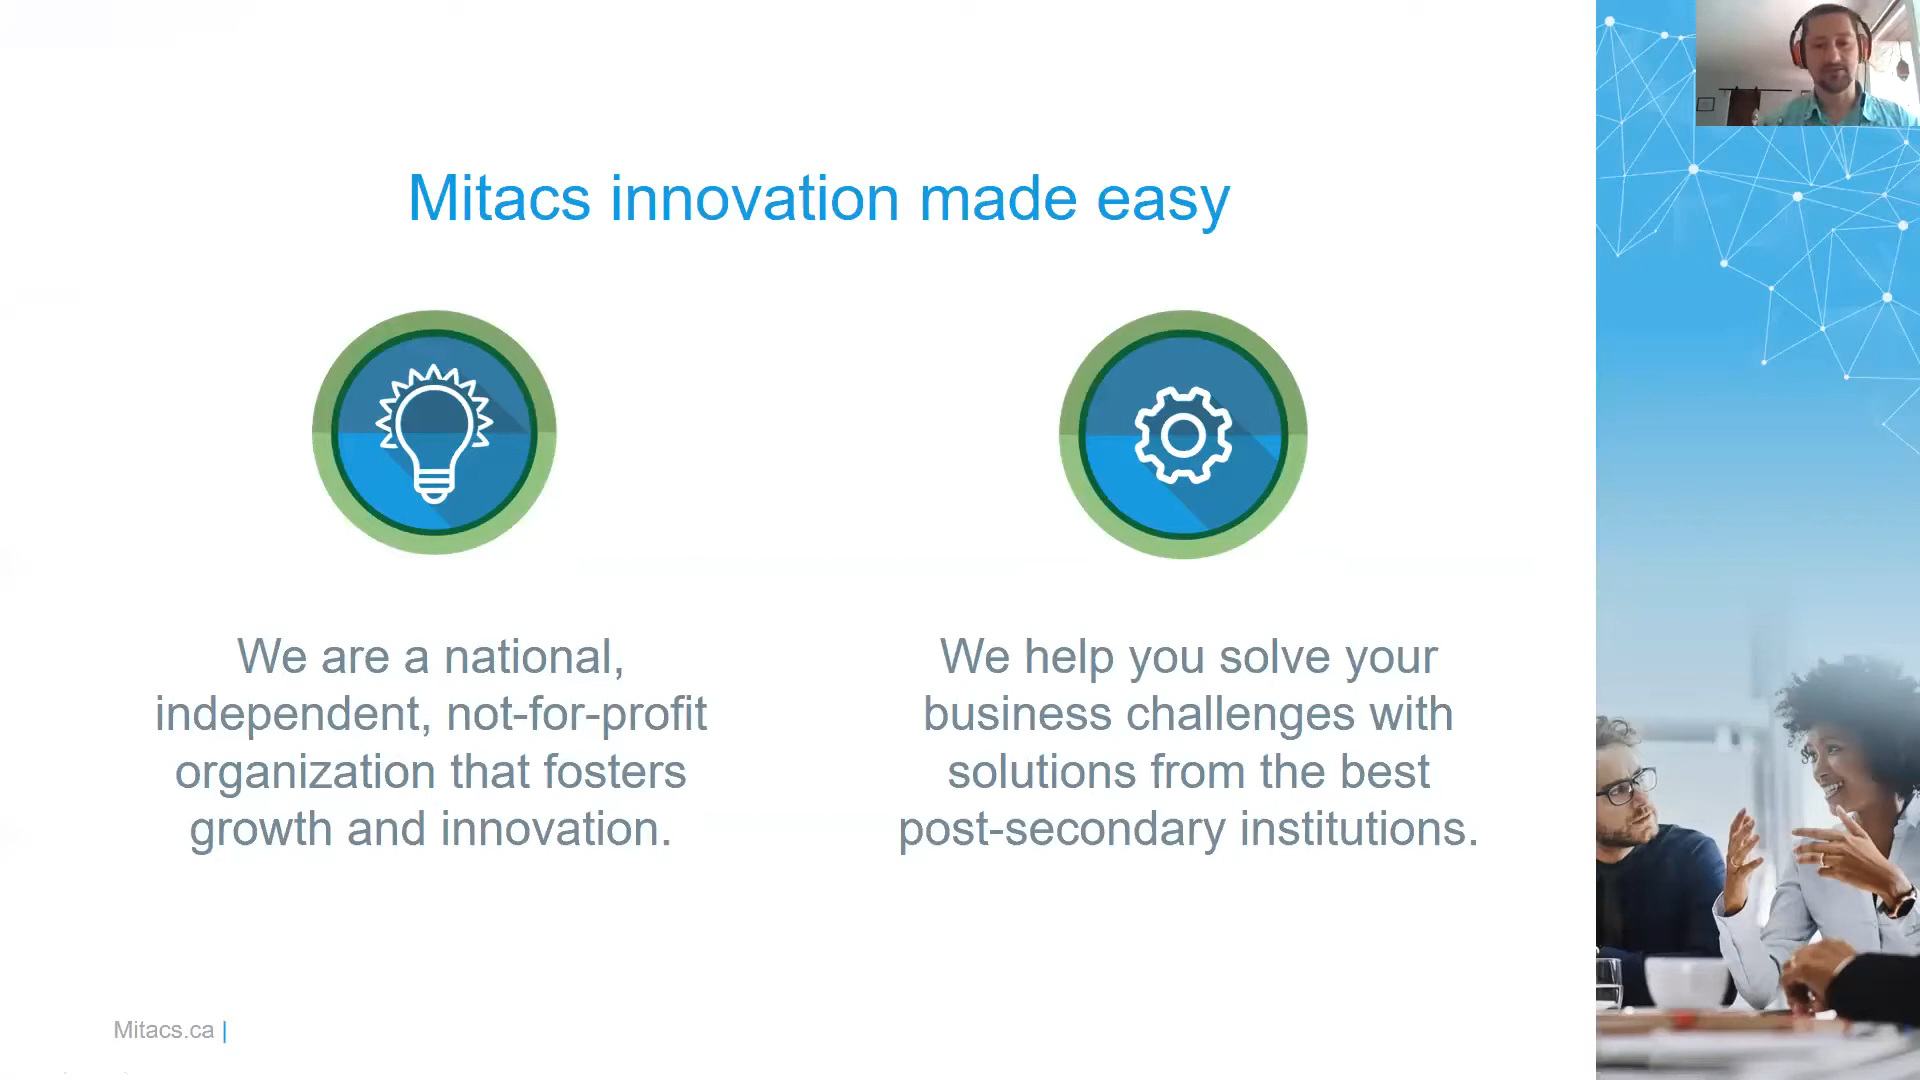 Mitacs innovation made easy
We are a national,
independent, not-for-profit
organization that fosters
growth and innovation.
We help you solve your
business challenges with
solutions from the best
post-secondary institutions.
Mitacs.ca |